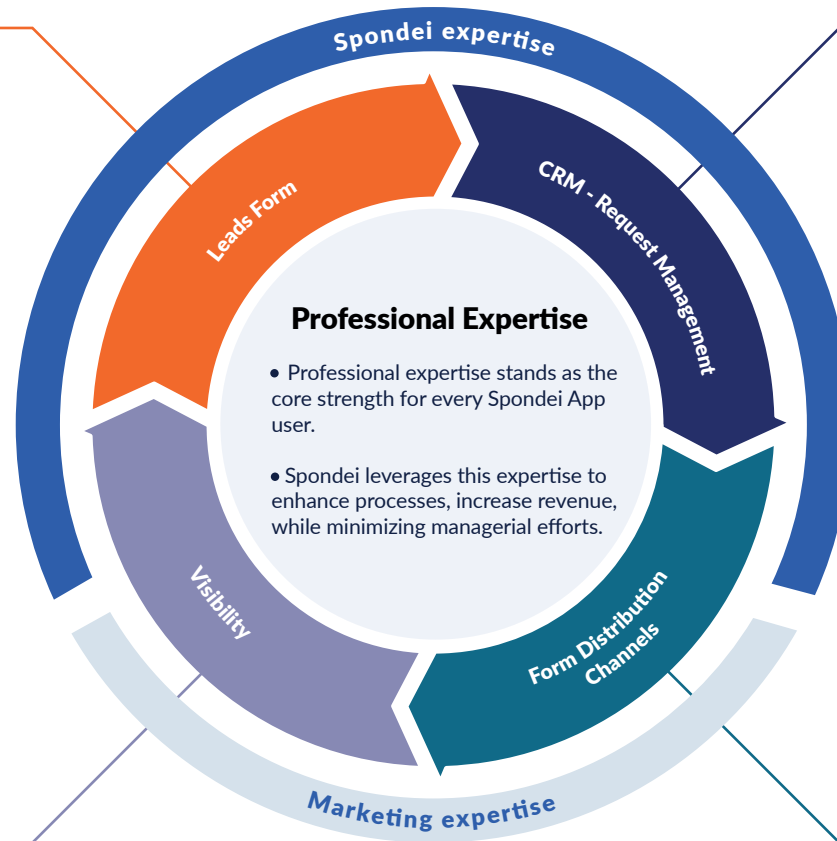 Spondei expertise
Leads Form
CRM - Request Management
Professional Expertise
• Professional expertise stands as the
core strength for every Spondei App
user.
• Spondei leverages this expertise to
enhance processes, increase revenue,
while minimizing managerial efforts.
Visibility
Form Distribution
Channels
Marketing expertise